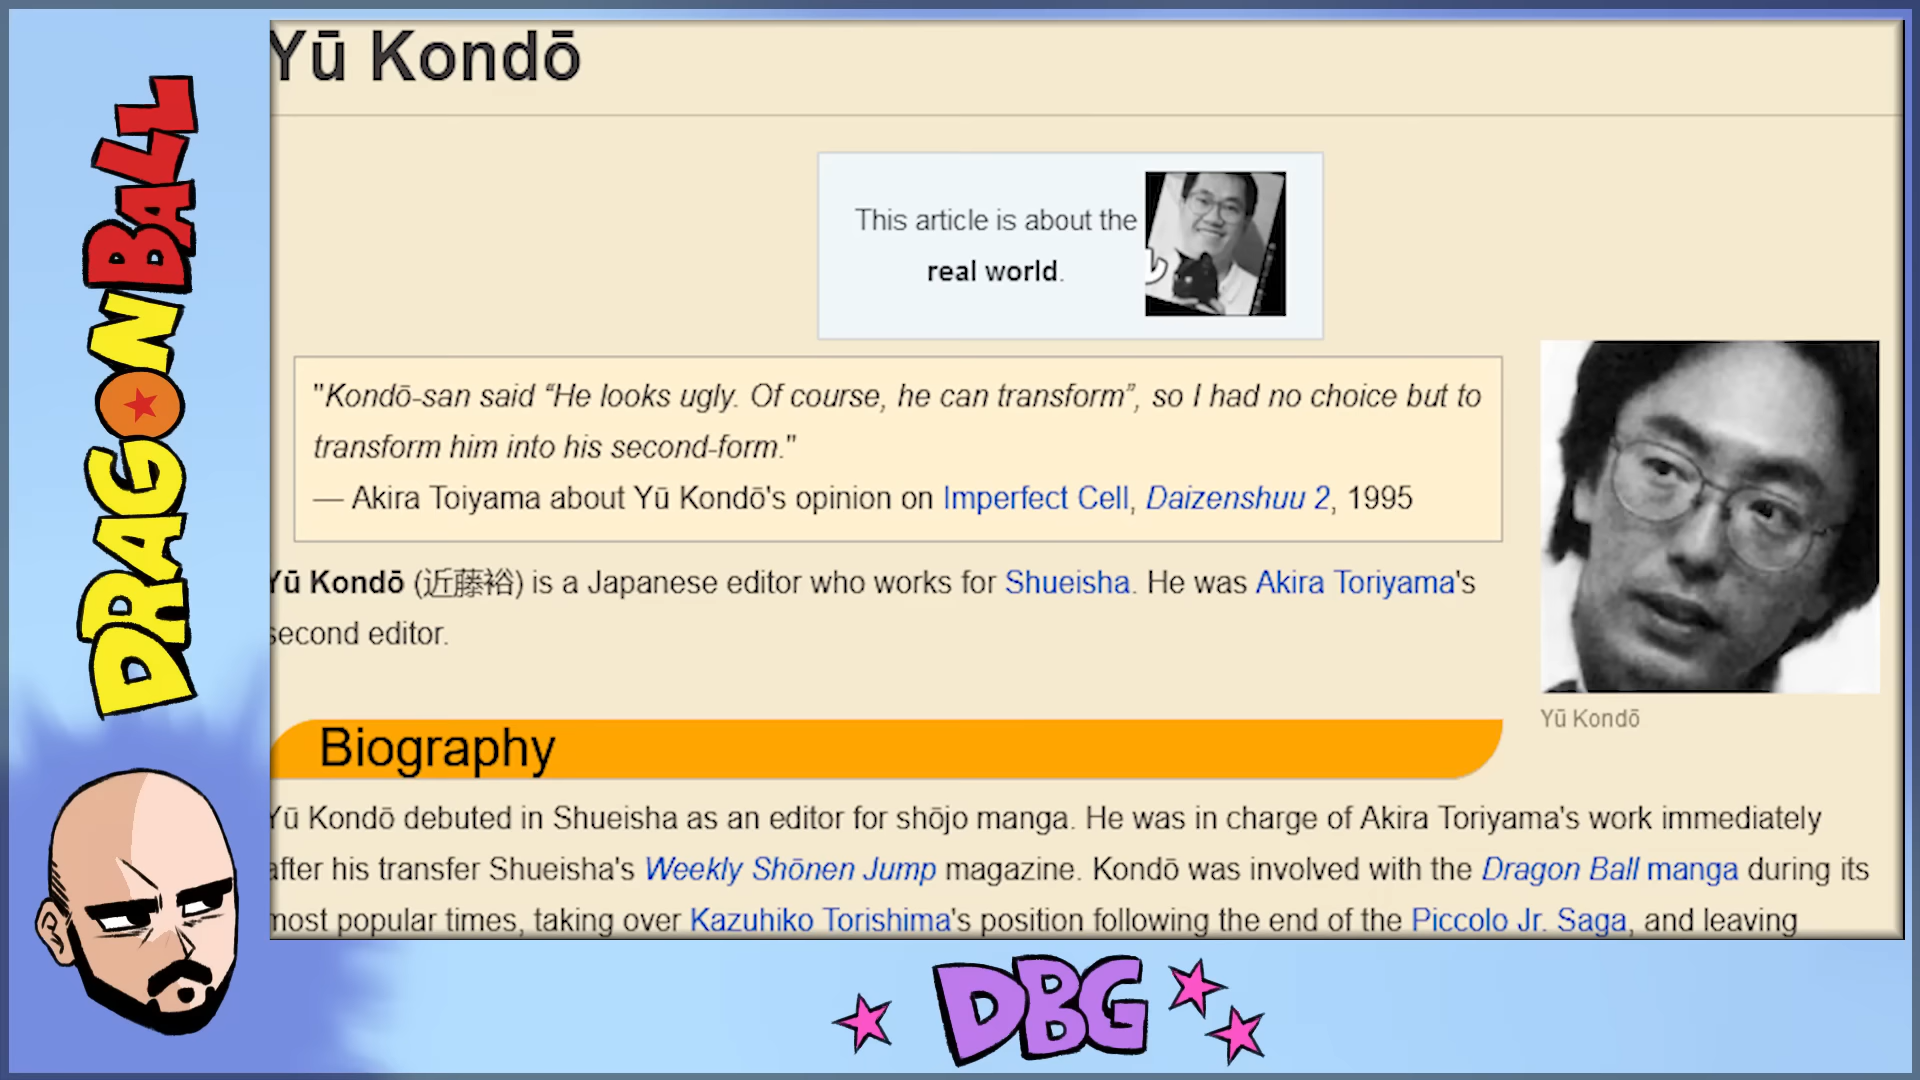 DRAGON BALL
Yū Kondō
This article is about the
real world.
"Kondō-san said “He looks ugly. Of course, he can transform”, so I had no choice but to
transform him into his second-form."
— Akira Toiyama about Yū Kondō's opinion on Imperfect Cell, Daizenshuu 2, 1995
Yū Kondō (近藤裕) is a Japanese editor who works for Shueisha. He was Akira Toriyama's
second editor.
Yū Kondō
Biography
Yū Kondō debuted in Shueisha as an editor for shōjo manga. He was in charge of Akira Toriyama's work immediately
after his transfer Shueisha's Weekly Shōnen Jump magazine. Kondō was involved with the Dragon Ball manga during its
most popular times, taking over Kazuhiko Torishima's position following the end of the Piccolo Jr. Saga, and leaving
DBG